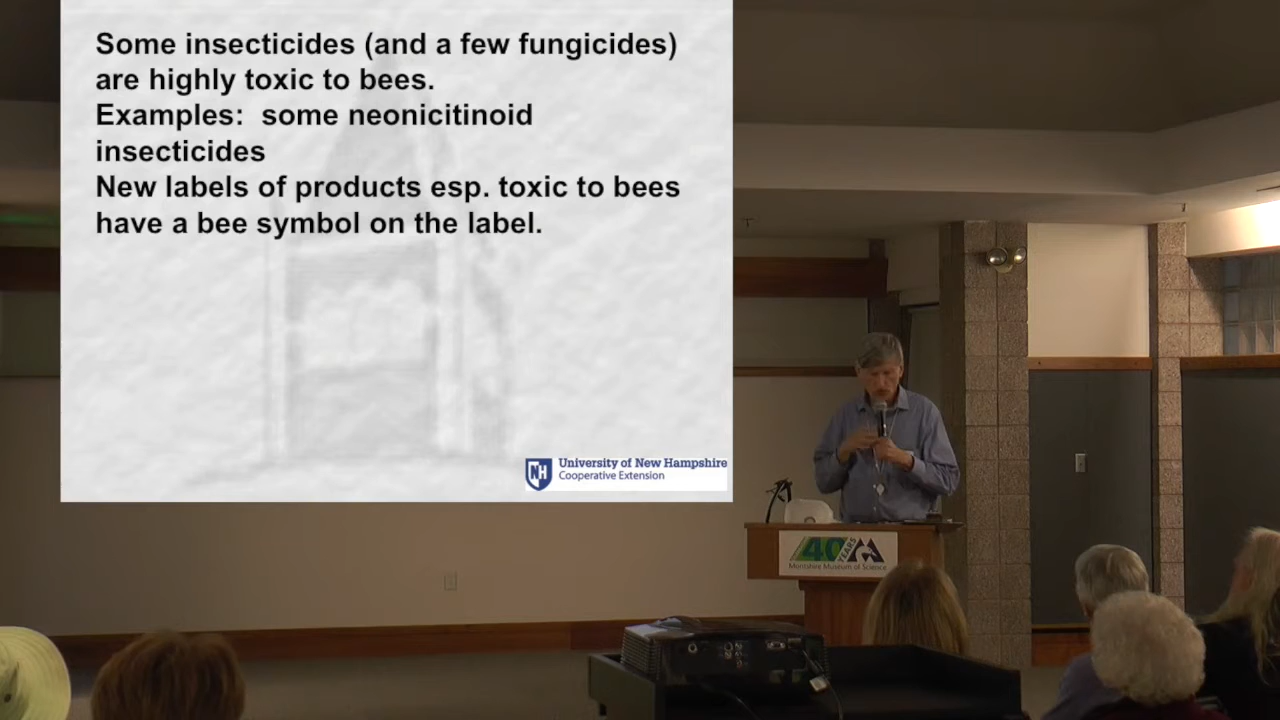 Some insecticides (and a few fungicides)
are highly toxic to bees.
Examples:  some neonicitinoid
insecticides
New labels of products esp. toxic to bees
have a bee symbol on the label.
NH
University of New Hampshire
Cooperative Extension
40
YEARS
Montshire Museum of Science